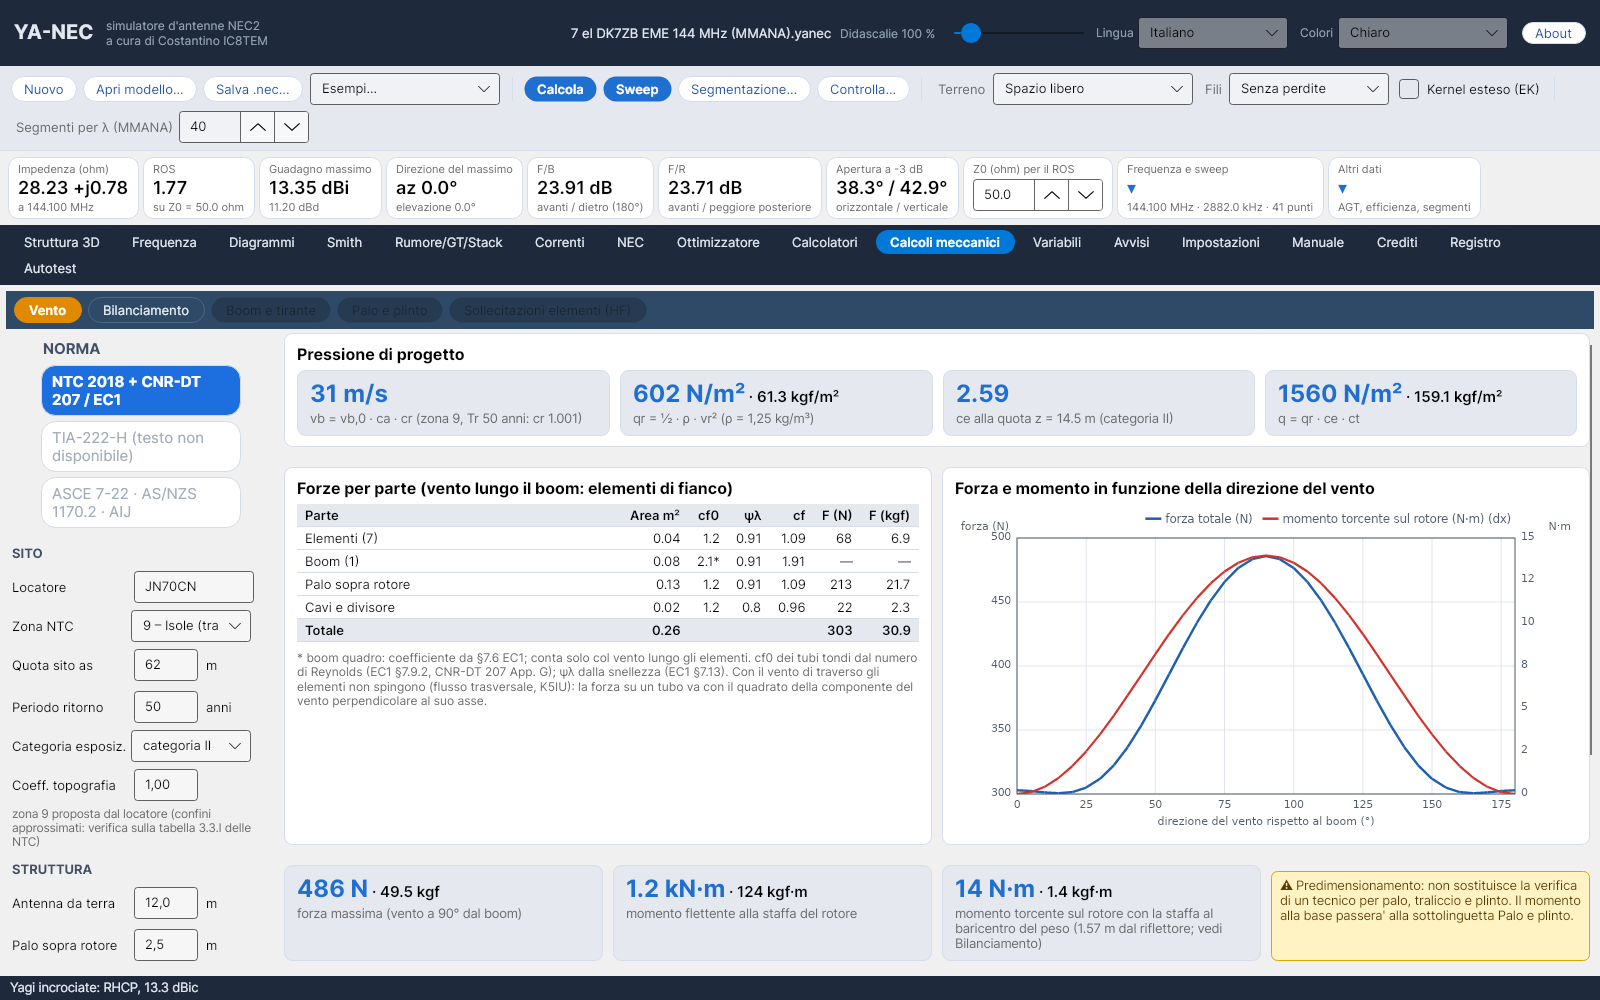 YA-NEC
simulatore d'antenne NEC2
a cura di Costantino IC8TEM
7 el DK7ZB EME 144 MHz (MMANA).yanec
Didascalie 100 %
Lingua
Italiano
Colori
Chiaro
About
Nuovo
Apri modello...
Salva .nec...
Esempi...
Calcola
Sweep
Segmentazione...
Controlla...
Terreno
Spazio libero
Fili
Senza perdite
Kernel esteso (EK)
Segmenti per λ (MMANA)
40
Impedenza (ohm)
28.23 +j0.78
a 144.100 MHz
ROS
1.77
su Z0 = 50.0 ohm
Guadagno massimo
13.35 dBi
11.20 dBd
Direzione del massimo
az 0.0°
elevazione 0.0°
F/B
23.91 dB
avanti / dietro (180°)
F/R
23.71 dB
avanti / peggiore posteriore
Apertura a -3 dB
38.3° / 42.9°
orizzontale / verticale
Z0 (ohm) per il ROS
50.0
Frequenza e sweep
▼
144.100 MHz · 2882.0 kHz · 41 punti
Altri dati
▼
AGT, efficienza, segmenti
Struttura 3D
Frequenza
Diagrammi
Smith
Rumore/GT/Stack
Correnti
NEC
Ottimizzatore
Calcolatori
Calcoli meccanici
Variabili
Avvisi
Impostazioni
Manuale
Crediti
Registro
Autotest
Vento
Bilanciamento
Boom e tirante
Palo e plinto
Sollecitazioni elementi (HF)
NORMA
NTC 2018 + CNR-DT
207 / EC1
TIA-222-H (testo non
disponibile)
ASCE 7-22 · AS/NZS
1170.2 · AIJ
SITO
Locatore
JN70CN
Zona NTC
9 – Isole (tra
Quota sito as
62
m
Periodo ritorno
50
anni
Categoria esposiz.
categoria II
Coeff. topografia
1,00
zona 9 proposta dal locatore (confini
approssimati: verifica sulla tabella 3.3.I delle
NTC)
STRUTTURA
Antenna da terra
12,0
m
Palo sopra rotore
2,5
m
Pressione di progetto
31 m/s
vb = vb,0 · ca · cr (zona 9, Tr 50 anni: cr 1.001)
602 N/m² · 61.3 kgf/m²
qr = ½ · ρ · vr² (ρ = 1,25 kg/m³)
2.59
ce alla quota z = 14.5 m (categoria II)
1560 N/m² · 159.1 kgf/m²
q = qr · ce · ct
Forze per parte (vento lungo il boom: elementi di fianco)
Parte Area m² cf0 ψλ cf F (N) F (kgf)
Elementi (7) 0.04 1.2 0.91 1.09 68 6.9
Boom (1) 0.08 2.1* 0.91 1.91 — —
Palo sopra rotore 0.13 1.2 0.91 1.09 213 21.7
Cavi e divisore 0.02 1.2 0.8 0.96 22 2.3
Totale 0.26 303 30.9
* boom quadro: coefficiente da §7.6 EC1; conta solo col vento lungo gli elementi. cf0 dei tubi tondi dal numero
di Reynolds (EC1 §7.9.2, CNR-DT 207 App. G); ψλ dalla snellezza (EC1 §7.13). Con il vento di traverso gli
elementi non spingono (flusso trasversale, K5IU): la forza su un tubo va con il quadrato della componente del
vento perpendicolare al suo asse.
Forza e momento in funzione della direzione del vento
forza (N)
forza totale (N)
momento torcente sul rotore (N·m) (dx)
N·m
500
450
400
350
300
15
12
10
8
5
2
0
0 25 50 75 100 125 150 175
direzione del vento rispetto al boom (°)
486 N · 49.5 kgf
forza massima (vento a 90° dal boom)
1.2 kN·m · 124 kgf·m
momento flettente alla staffa del rotore
14 N·m · 1.4 kgf·m
momento torcente sul rotore con la staffa al
baricentro del peso (1.57 m dal riflettore; vedi
Bilanciamento)
⚠ Predimensionamento: non sostituisce la verifica
di un tecnico per palo, traliccio e plinto. Il momento
alla base passera' alla sottolinguetta Palo e plinto.
Yagi incrociate: RHCP, 13.3 dBic